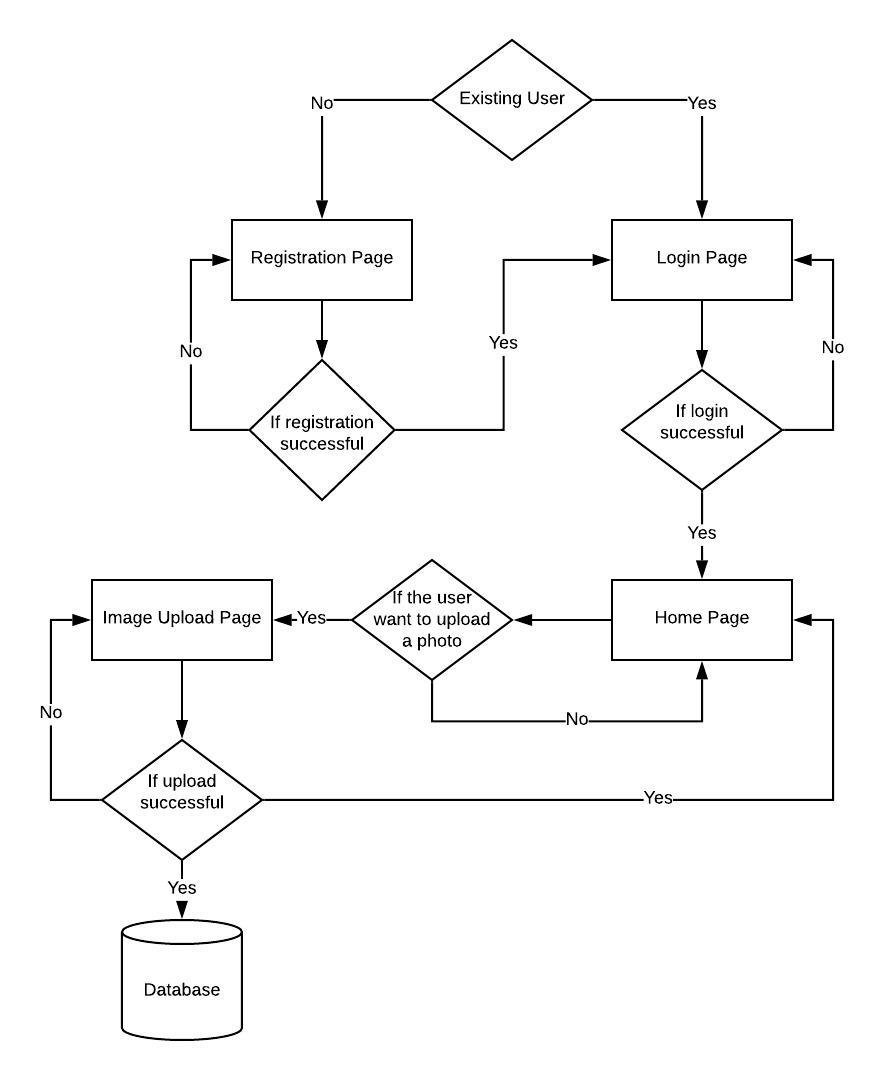 Existing User
No
Yes
Registration Page
Login Page
No
Yes
No
If registration
successful
If login
successful
Yes
Image Upload Page
Yes
If the user
want to upload
a photo
Home Page
No
No
If upload
successful
Yes
Yes
Database